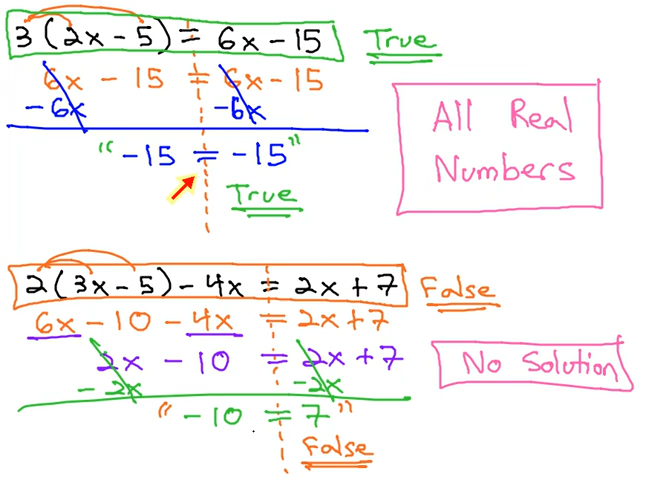 3(2x-5) = 6x-15 True
6x - 15 = 6x-15
-6x -6x
"-15 = -15"
True
All Real
Numbers
2(3x-5)-4x = 2x+7 False
6x-10-4x = 2x+7
2x - 10 = 2x+7
-2x -2x
"-10 = 7"
False
No Solution